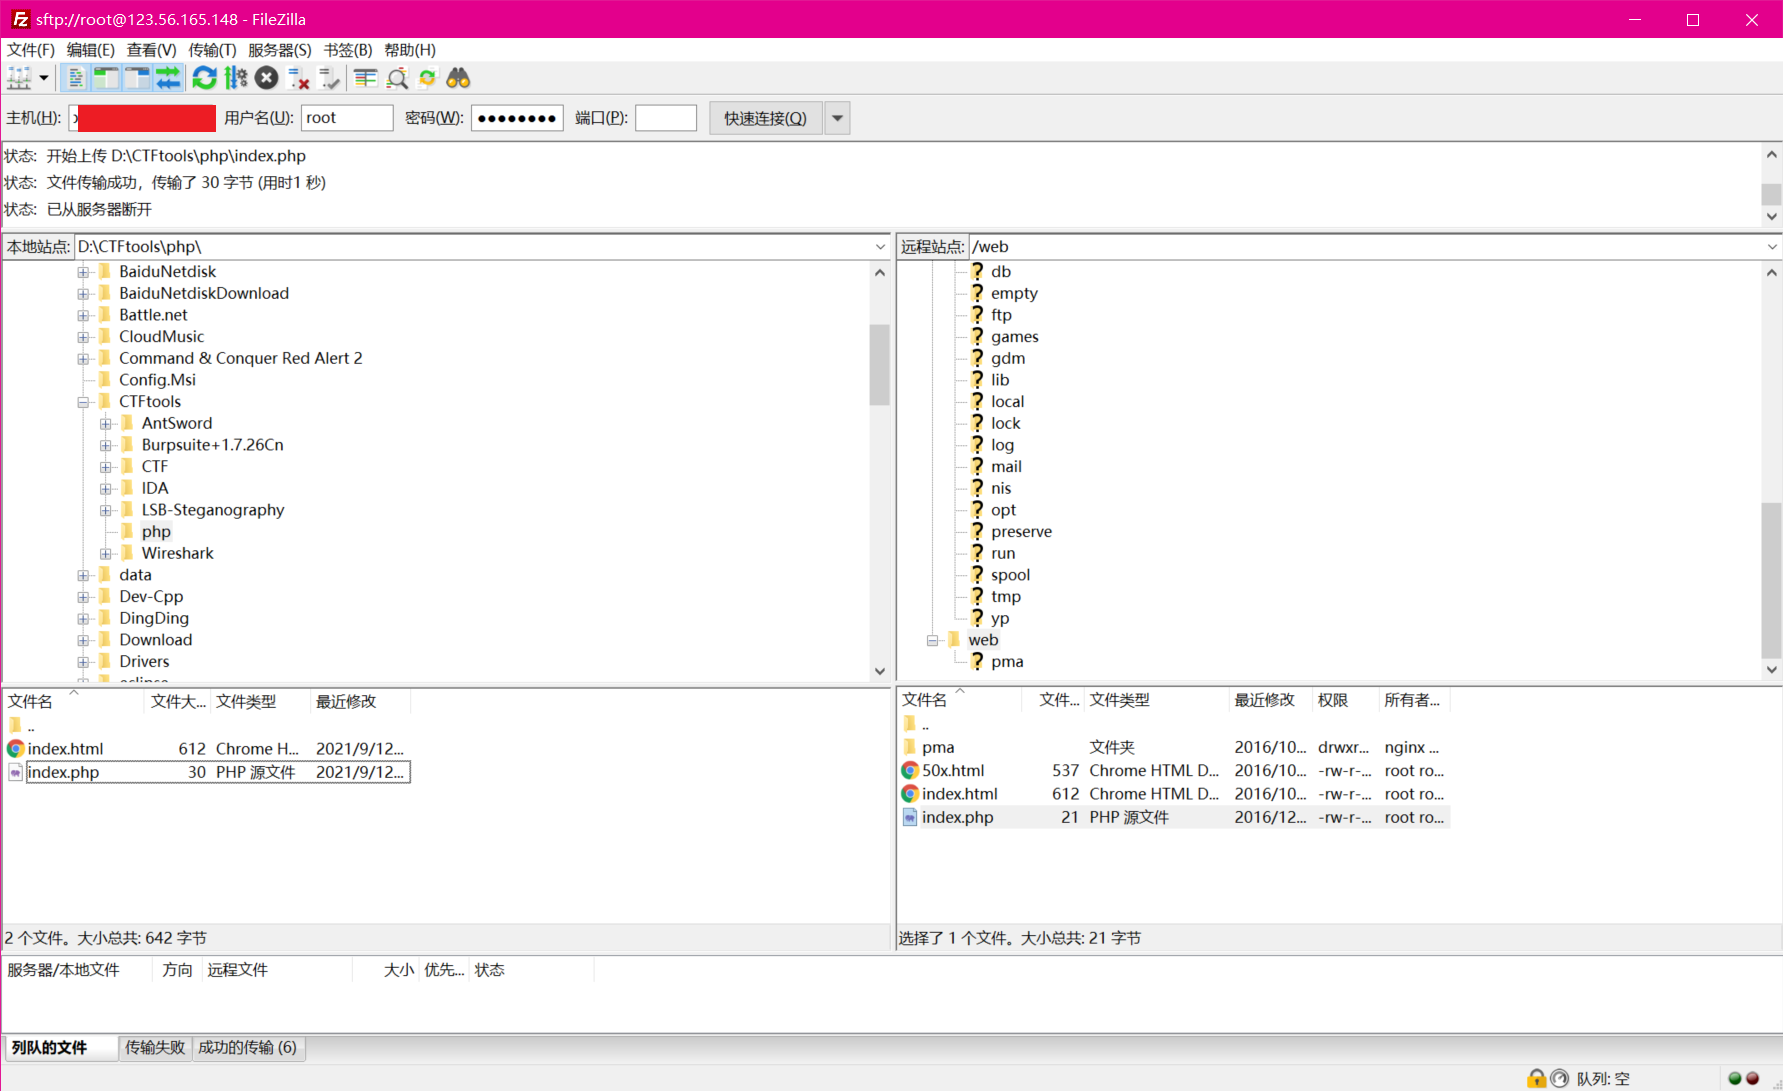 sftp://root@123.56.165.148 - FileZilla
文件(F) 编辑(E) 查看(V) 传输(T) 服务器(S) 书签(B) 帮助(H)
主机(H): 用户名(U): root 密码(W): ●●●●●●●● 端口(P): 快速连接(Q)
状态: 开始上传 D:\CTFtools\php\index.php
状态: 文件传输成功，传输了 30 字节 (用时1 秒)
状态: 已从服务器断开
本地站点: D:\CTFtools\php\
BaiduNetdisk
BaiduNetdiskDownload
Battle.net
CloudMusic
Command & Conquer Red Alert 2
Config.Msi
CTFtools
AntSword
Burpsuite+1.7.26Cn
CTF
IDA
LSB-Steganography
php
Wireshark
data
Dev-Cpp
DingDing
Download
Drivers
eclipse
文件名 文件大... 文件类型 最近修改
..
index.html 612 Chrome H... 2021/9/12...
index.php 30 PHP 源文件 2021/9/12...
2 个文件。大小总共: 642 字节
远程站点: /web
db
empty
ftp
games
gdm
lib
local
lock
log
mail
nis
opt
preserve
run
spool
tmp
yp
web
pma
文件名 文件... 文件类型 最近修改 权限 所有者...
..
pma 文件夹 2016/10... drwxr... nginx ...
50x.html 537 Chrome HTML D... 2016/10... -rw-r-... root ro...
index.html 612 Chrome HTML D... 2016/10... -rw-r-... root ro...
index.php 21 PHP 源文件 2016/12... -rw-r-... root ro...
选择了 1 个文件。大小总共: 21 字节
服务器/本地文件 方向 远程文件 大小 优先... 状态
列队的文件 传输失败 成功的传输 (6)
队列: 空